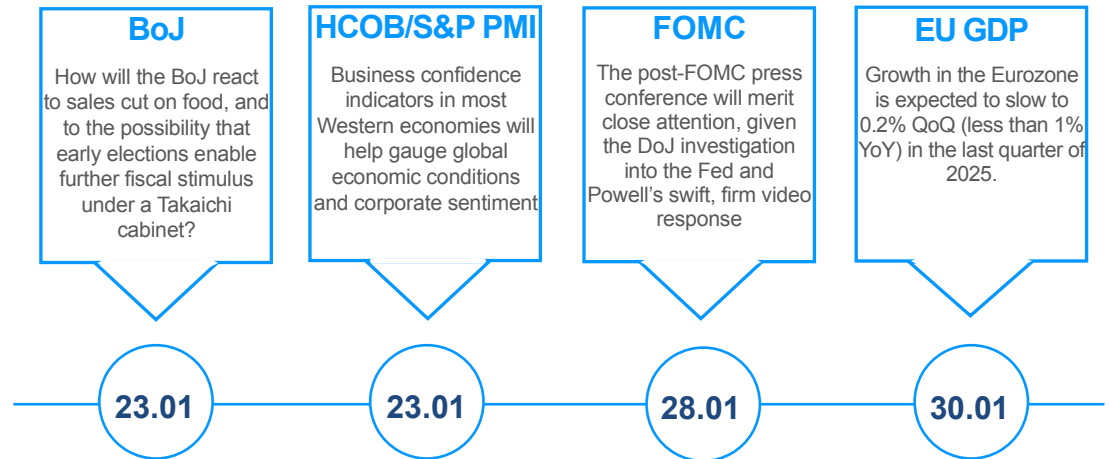 BoJ
How will the BoJ react
to sales cut on food, and
to the possibility that
early elections enable
further fiscal stimulus
under a Takaichi
cabinet?
HCOB/S&P PMI
Business confidence
indicators in most
Western economies will
help gauge global
economic conditions
and corporate sentiment
FOMC
The post-FOMC press
conference will merit
close attention, given
the DoJ investigation
into the Fed and
Powell’s swift, firm video
response
EU GDP
Growth in the Eurozone
is expected to slow to
0.2% QoQ (less than 1%
YoY) in the last quarter of
2025.
23.01
23.01
28.01
30.01